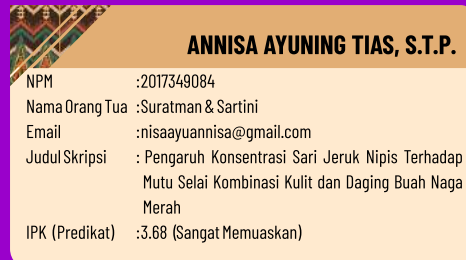 ANNISA AYUNING TIAS, S.T.P.
NPM :2017349084
Nama Orang Tua :Suratman & Sartini
Email :nisaayuannisa@gmail.com
Judul Skripsi : Pengaruh Konsentrasi Sari Jeruk Nipis Terhadap
Mutu Selai Kombinasi Kulit dan Daging Buah Naga
Merah
IPK (Predikat) :3.68 (Sangat Memuaskan)